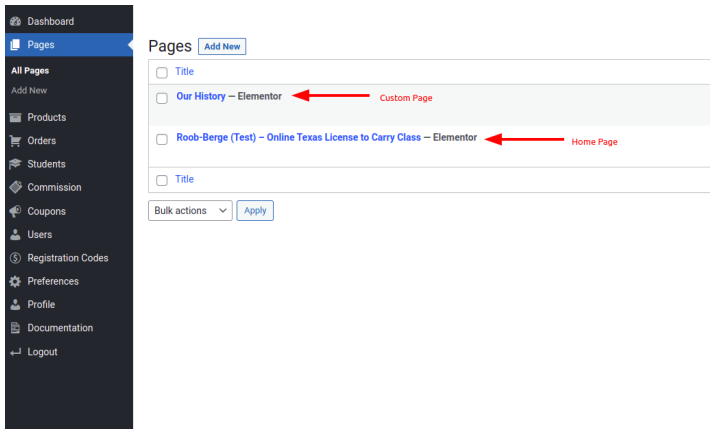 Dashboard
Pages
All Pages
Add New
Products
Orders
Students
Commission
Coupons
Users
Registration Codes
Preferences
Profile
Documentation
Logout
Pages Add New
Title
Our History — Elementor Custom Page
Roob-Berge (Test) – Online Texas License to Carry Class — Elementor Home Page
Title
Bulk actions Apply